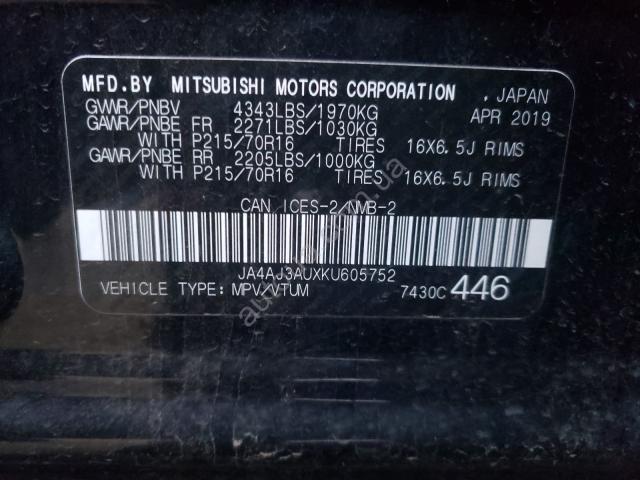 MFD.BY MITSUBISHI MOTORS CORPORATION , JAPAN
GVWR/PNBV 4343LBS/1970KG APR 2019
GAWR/PNBE FR 2271LBS/1030KG
WITH P215/70R16 TIRES 16X6.5J RIMS
GAWR/PNBE RR 2205LBS/1000KG
WITH P215/70R16 TIRES 16X6.5J RIMS
CAN ICES-2/NMB-2
JA4AJ3AUXKU605752
VEHICLE TYPE: MPV/VTUM 7430C 446